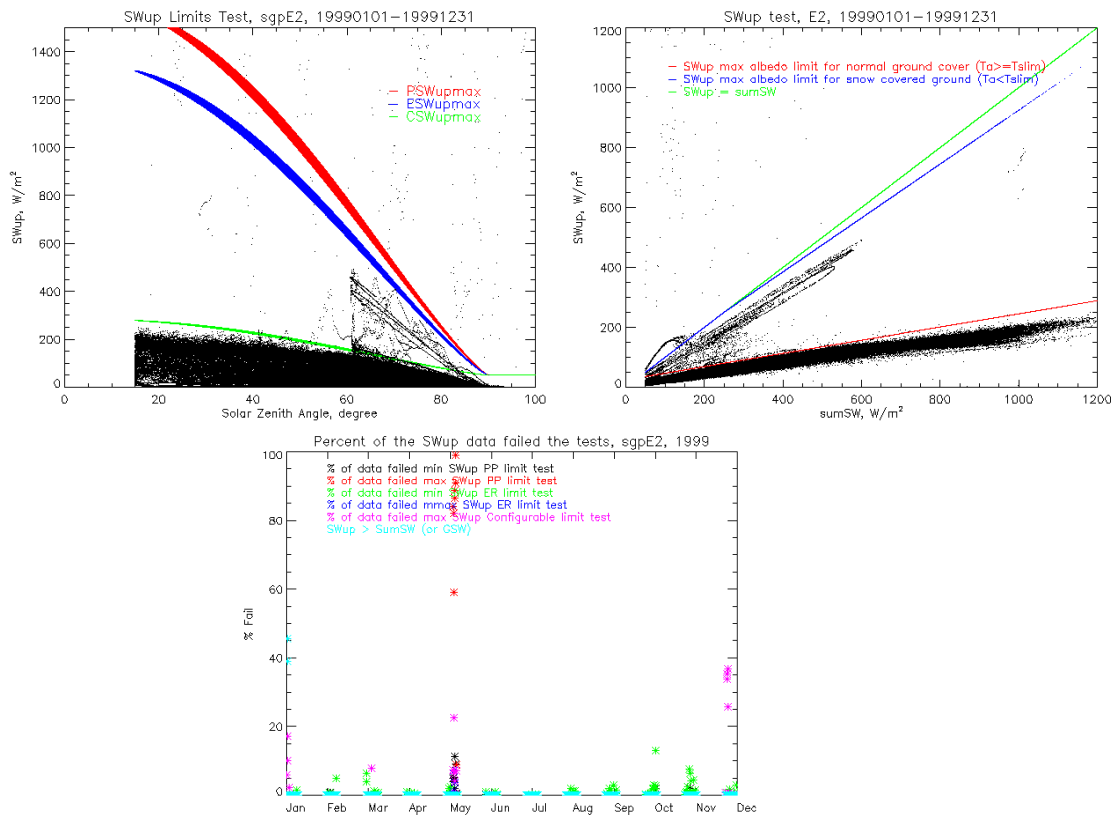 SWup Limits Test, sgpE2, 19990101-19991231
1400
1200
1000
800
600
400
200
0
SWup, W/m²
PSWupmax
ESWupmax
CSWupmax
0 20 40 60 80 100
Solar Zenith Angle, degree
SWup test, E2, 19990101-19991231
1200
1000
800
600
400
200
0
SWup, W/m²
SWup max albedo limit for normal ground cover (Ta>=Tslim)
SWup max albedo limit for snow covered ground (Ta<Tslim)
SWup = sumSW
0 200 400 600 800 1000 1200
sumSW, W/m²
Percent of the SWup data failed the tests, sgpE2, 1999
100
80
60
40
20
0
% Fail
% of data failed min SWup PP limit test
% of data failed max SWup PP limit test
% of data failed min SWup ER limit test
% of data failed mmax SWup ER limit test
% of data failed max SWup Configurable limit test
SWup > SumSW (or GSW)
Jan Feb Mar Apr May Jun Jul Aug Sep Oct Nov Dec